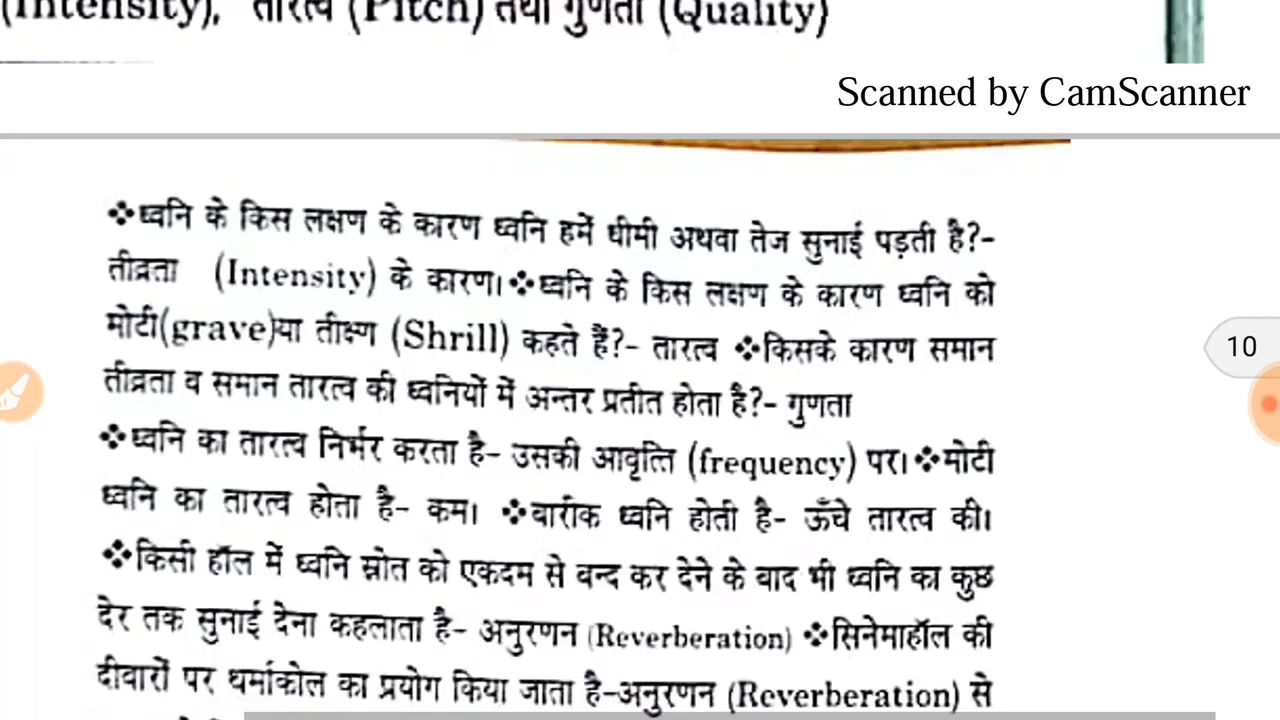 (Intensity), तारत्व (Pitch) तथा गुणता (Quality)
Scanned by CamScanner
❖ध्वनि के किस लक्षण के कारण ध्वनि हमें धीमी अथवा तेज सुनाई पड़ती है?-
तीव्रता (Intensity) के कारण। ❖ध्वनि के किस लक्षण के कारण ध्वनि को
मोटी(grave)या तीक्ष्ण (Shrill) कहते हैं?- तारत्व ❖किसके कारण समान
तीव्रता व समान तारत्व की ध्वनियों में अन्तर प्रतीत होता है?- गुणता
❖ध्वनि का तारत्व निर्भर करता है- उसकी आवृत्ति (frequency) पर। ❖मोटी
ध्वनि का तारत्व होता है- कम। ❖बारीक ध्वनि होती है- ऊँचे तारत्व की।
❖किसी हॉल में ध्वनि स्रोत को एकदम से बन्द कर देने के बाद भी ध्वनि का कुछ
देर तक सुनाई देना कहलाता है- अनुरणन (Reverberation) ❖सिनेमाहॉल की
दीवारों पर थर्माकोल का प्रयोग किया जाता है-अनुरणन (Reverberation) से
10